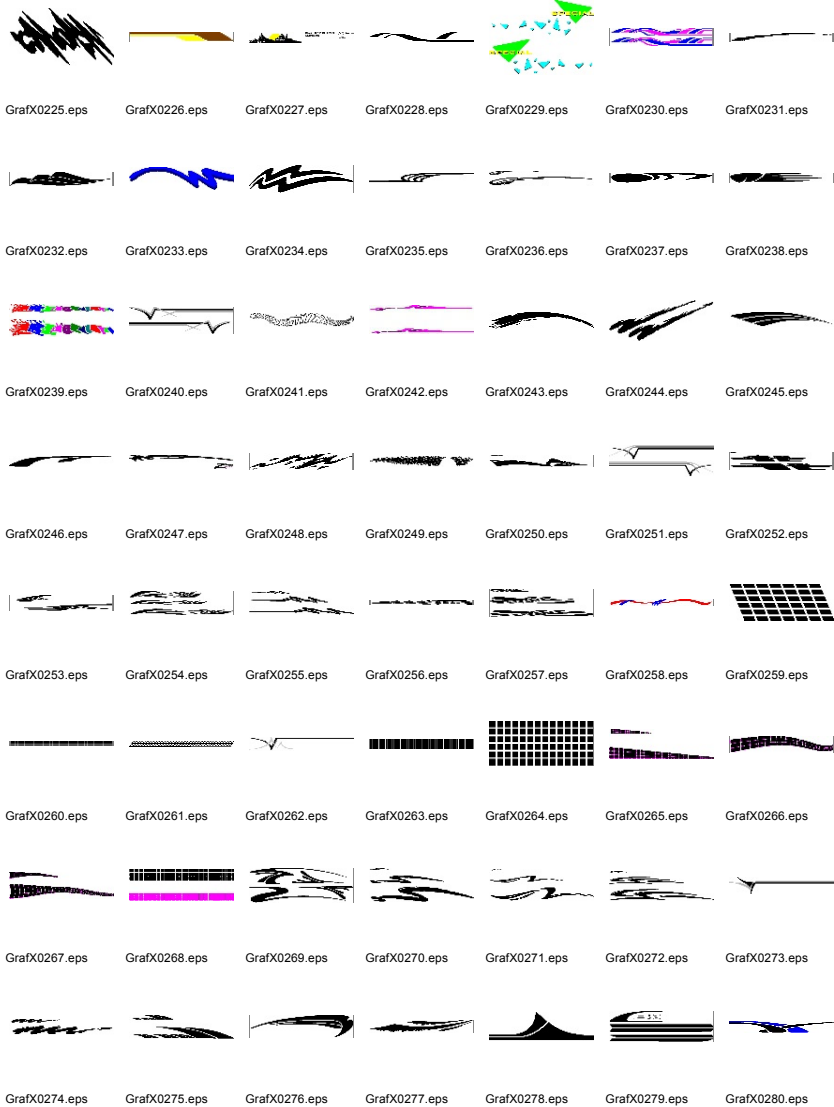 SPECIAL
SPECIAL
GrafX0225.eps GrafX0226.eps GrafX0227.eps GrafX0228.eps GrafX0229.eps GrafX0230.eps GrafX0231.eps
GrafX0232.eps GrafX0233.eps GrafX0234.eps GrafX0235.eps GrafX0236.eps GrafX0237.eps GrafX0238.eps
GrafX0239.eps GrafX0240.eps GrafX0241.eps GrafX0242.eps GrafX0243.eps GrafX0244.eps GrafX0245.eps
GrafX0246.eps GrafX0247.eps GrafX0248.eps GrafX0249.eps GrafX0250.eps GrafX0251.eps GrafX0252.eps
GrafX0253.eps GrafX0254.eps GrafX0255.eps GrafX0256.eps GrafX0257.eps GrafX0258.eps GrafX0259.eps
GrafX0260.eps GrafX0261.eps GrafX0262.eps GrafX0263.eps GrafX0264.eps GrafX0265.eps GrafX0266.eps
GrafX0267.eps GrafX0268.eps GrafX0269.eps GrafX0270.eps GrafX0271.eps GrafX0272.eps GrafX0273.eps
GrafX0274.eps GrafX0275.eps GrafX0276.eps GrafX0277.eps GrafX0278.eps GrafX0279.eps GrafX0280.eps